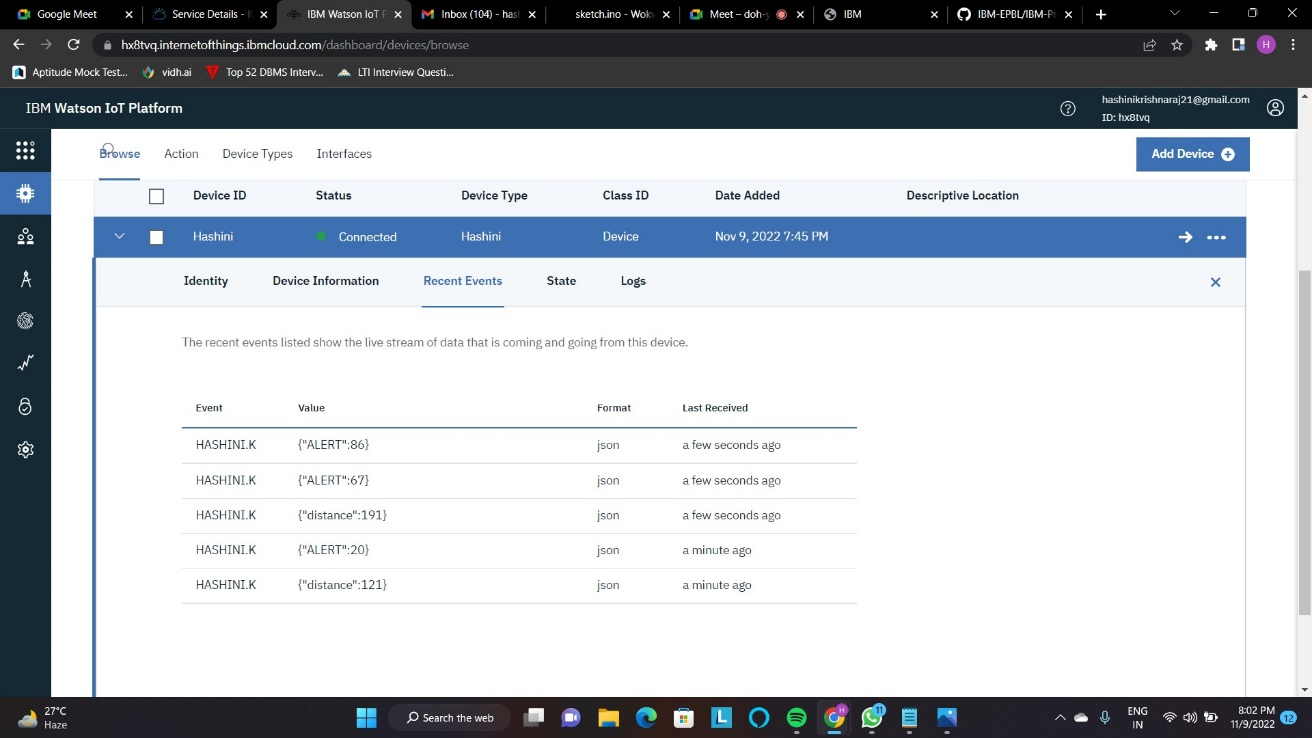 Google Meet
Service Details - I
IBM Watson IoT P
Inbox (104) - hash
sketch.ino - Wok
Meet – doh-y
IBM
IBM-EPBL/IBM-Pr
hx8tvq.internetofthings.ibmcloud.com/dashboard/devices/browse
H
Aptitude Mock Test...
vidh.ai
Top 52 DBMS Interv...
LTI Interview Questi...
IBM Watson IoT Platform
hashinikrishnaraj21@gmail.com
ID: hx8tvq
Browse Action Device Types Interfaces
Add Device
Device ID Status Device Type Class ID Date Added Descriptive Location
Hashini Connected Hashini Device Nov 9, 2022 7:45 PM
Identity Device Information Recent Events State Logs
The recent events listed show the live stream of data that is coming and going from this device.
Event Value Format Last Received
HASHINI.K {"ALERT":86} json a few seconds ago
HASHINI.K {"ALERT":67} json a few seconds ago
HASHINI.K {"distance":191} json a few seconds ago
HASHINI.K {"ALERT":20} json a minute ago
HASHINI.K {"distance":121} json a minute ago
27°C
Haze
Search the web
L
H
11
ENG
IN
8:02 PM
11/9/2022
12